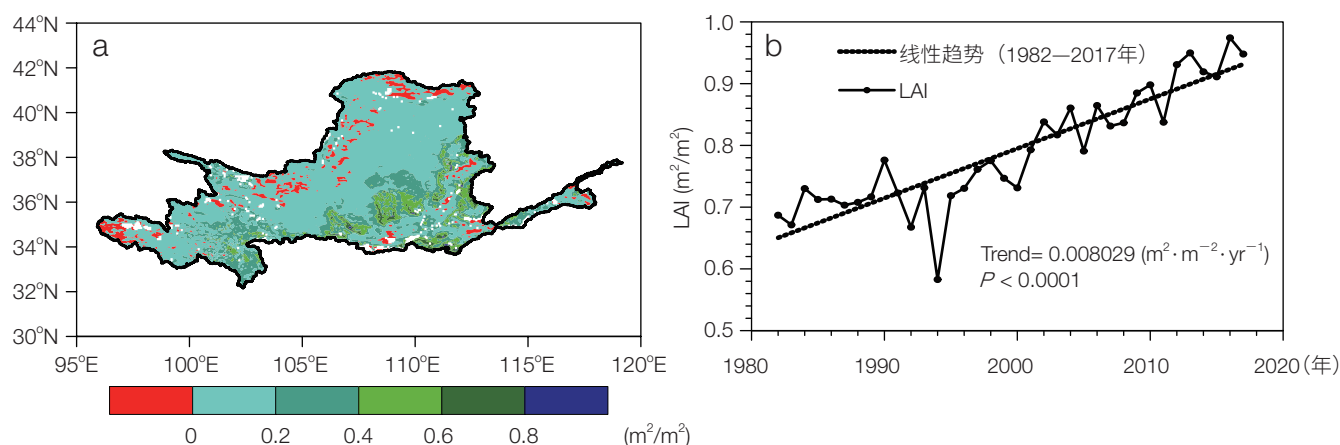 a
44°N
42°N
40°N
38°N
36°N
34°N
32°N
30°N
95°E 100°E 105°E 110°E 115°E 120°E
0 0.2 0.4 0.6 0.8 (m²/m²)
b
线性趋势（1982—2017年）
LAI
LAI (m²/m²)
1.0
0.9
0.8
0.7
0.6
0.5
Trend= 0.008029 (m²·m⁻²·yr⁻¹)
P < 0.0001
1980 1990 2000 2010 2020(年)